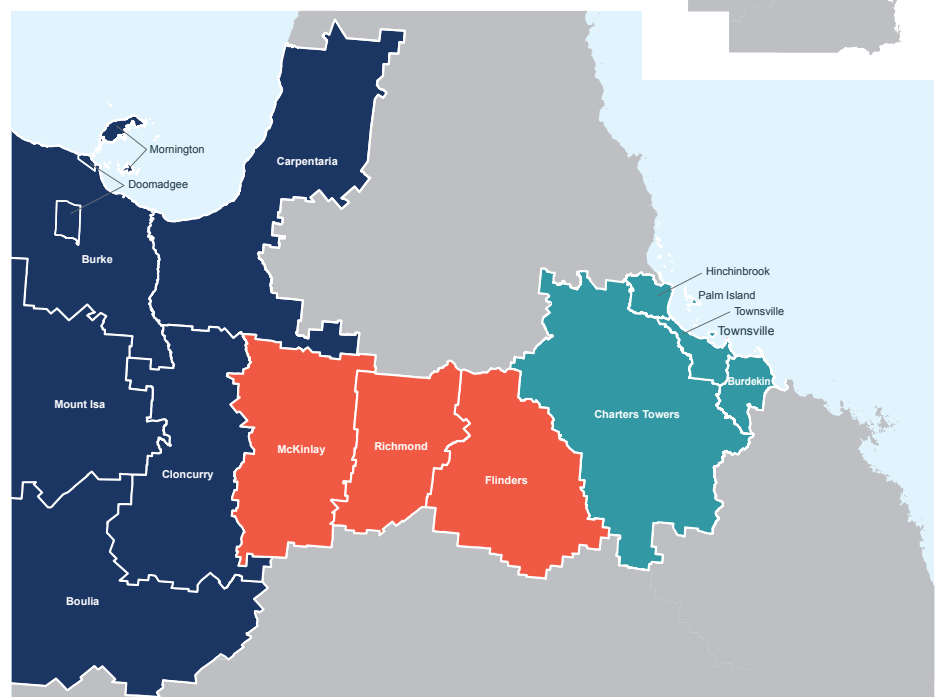 Mornington
Carpentaria
Doomadgee
Burke
Hinchinbrook
Palm Island
Townsville
Townsville
Burdekin
Mount Isa
Charters Towers
McKinlay
Richmond
Cloncurry
Flinders
Boulia